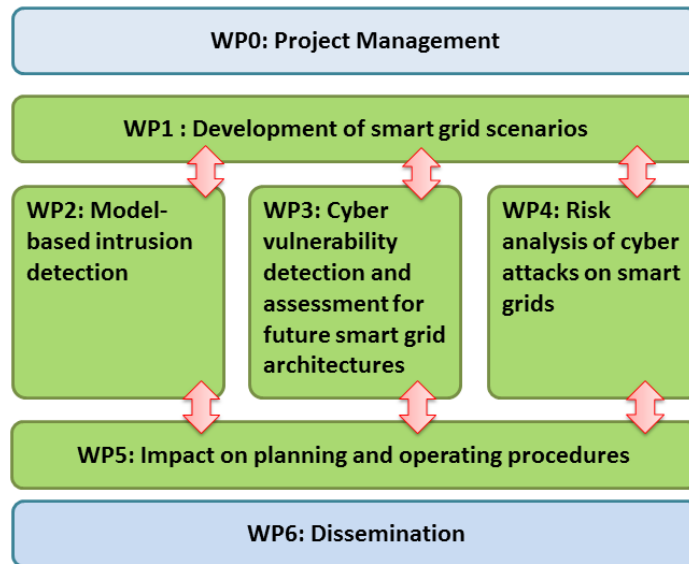 WP0: Project Management
WP1 : Development of smart grid scenarios
WP2: Model-
based intrusion
detection
WP3: Cyber
vulnerability
detection and
assessment for
future smart grid
architectures
WP4: Risk
analysis of cyber
attacks on smart
grids
WP5: Impact on planning and operating procedures
WP6: Dissemination